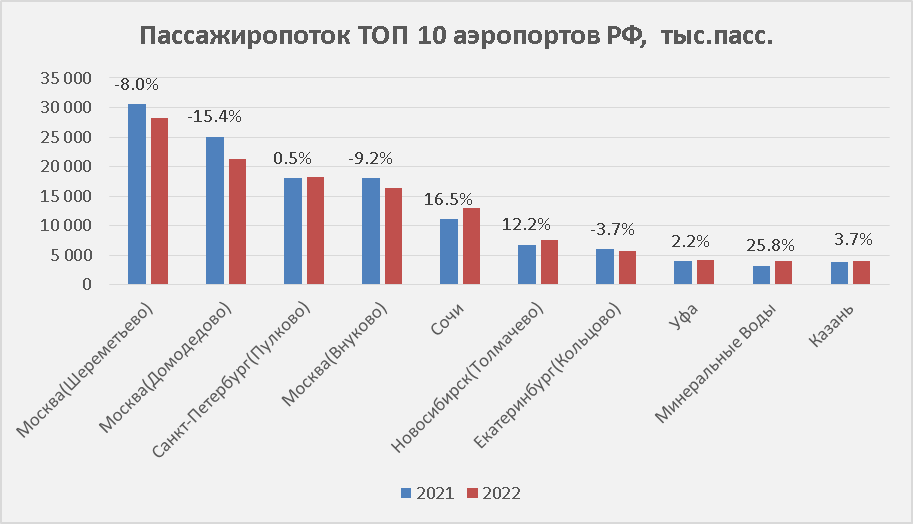 Пассажиропоток ТОП 10 аэропортов РФ,  тыс.пасс.
35 000
30 000
25 000
20 000
15 000
10 000
5 000
0
-8.0%
-15.4%
0.5%
-9.2%
16.5%
12.2%
-3.7%
2.2%
25.8%
3.7%
Москва(Шереметьево)
Москва(Домодедово)
Санкт-Петербург(Пулково)
Москва(Внуково)
Сочи
Новосибирск(Толмачево)
Екатеринбург(Кольцово)
Уфа
Минеральные Воды
Казань
2021
2022